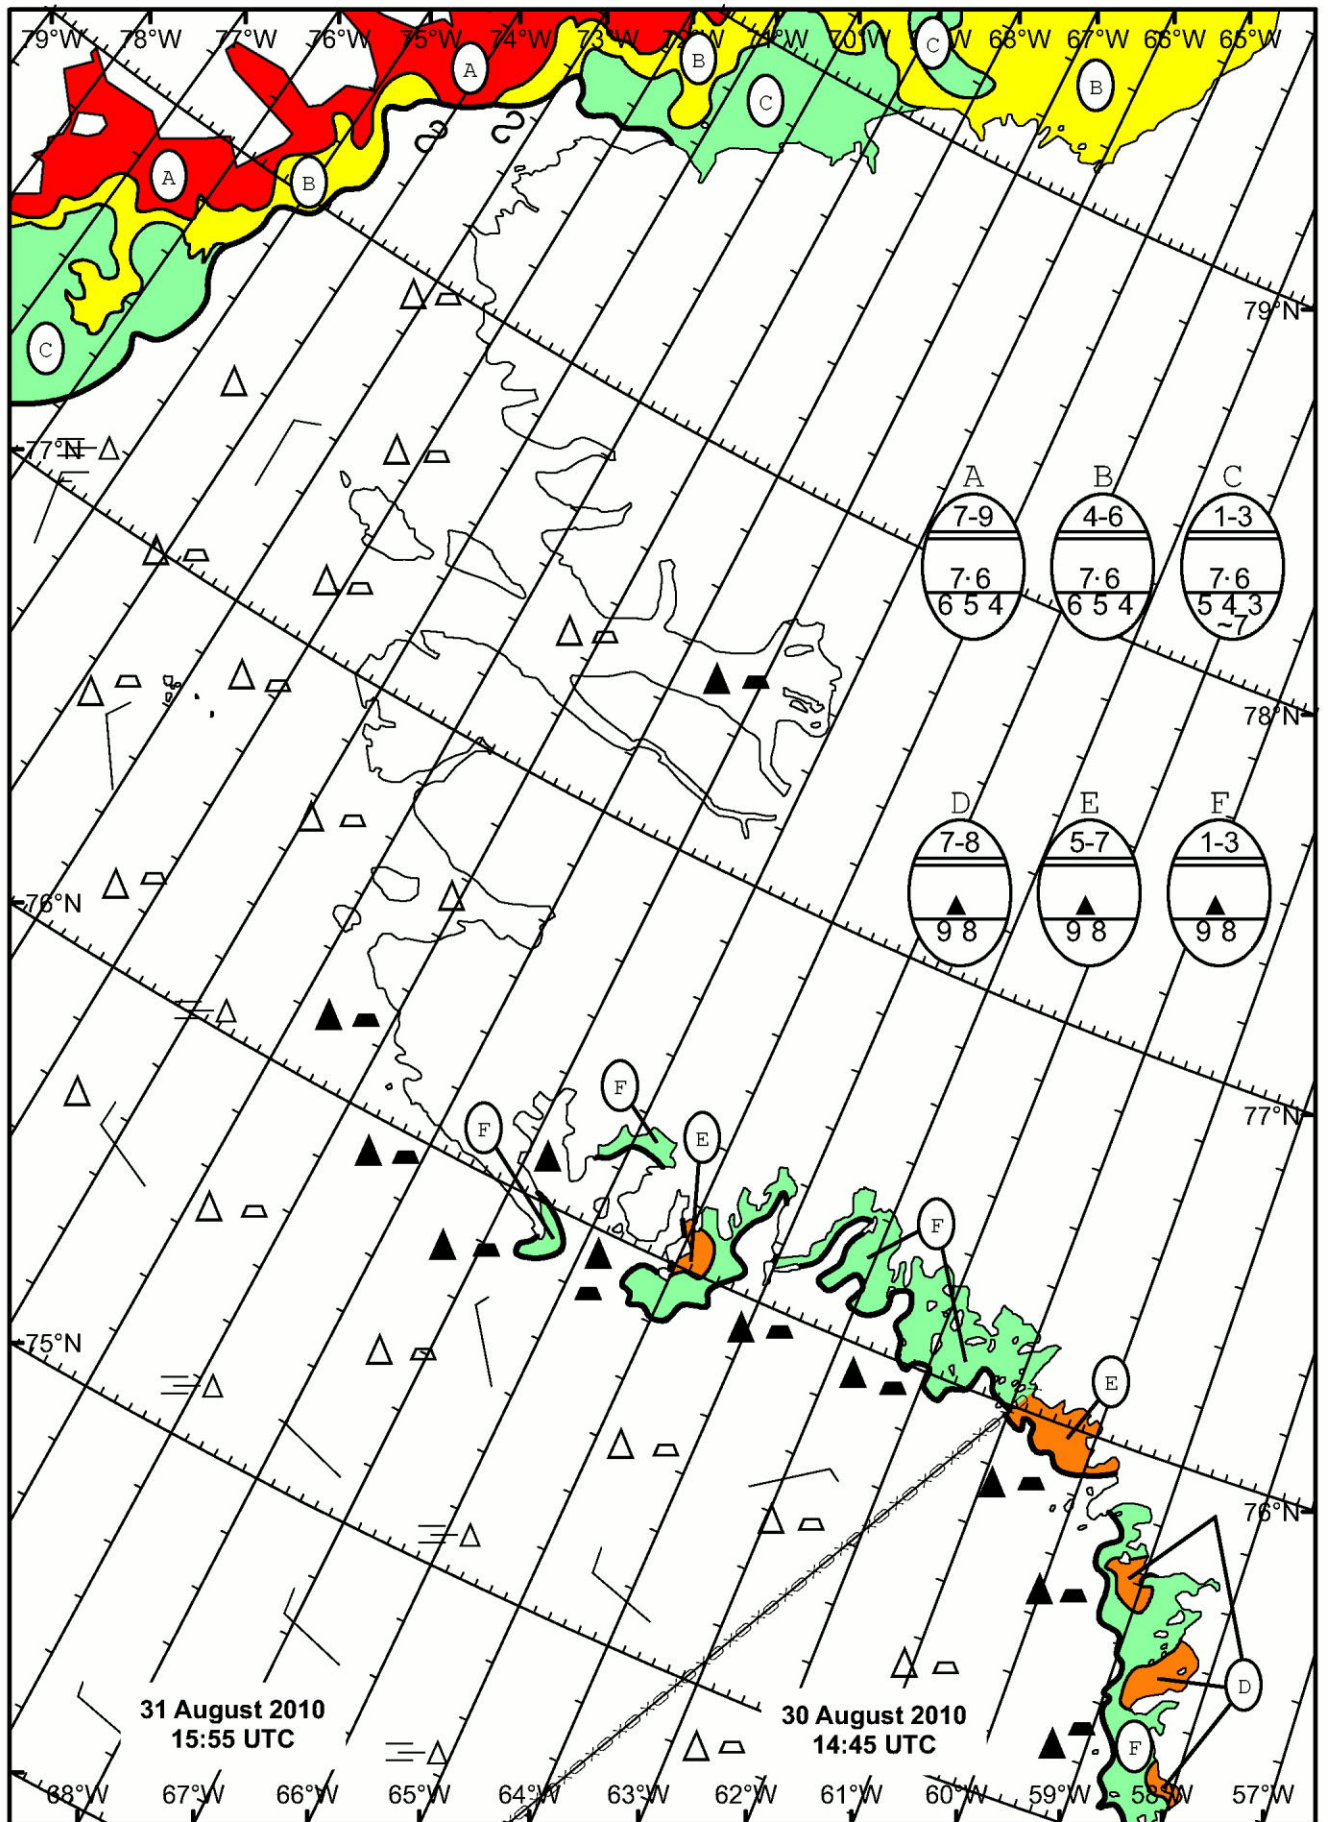 79°W 78°W 77°W 76°W 75°W 74°W 73°W 72°W 71°W 70°W 69°W 68°W 67°W 66°W 65°W
C
A
B
B
C
A
B
79°N
C
77°N
A B C
7-9 4-6 1-3
7·6 7·6 7·6
6 5 4 6 5 4 5 4 3
~7
78°N
D E F
7-8 5-7 1-3
9 8 9 8 9 8
76°N
77°N
F
F E
F
75°N
E
76°N
D
F
31 August 2010
15:55 UTC
30 August 2010
14:45 UTC
68°W 67°W 66°W 65°W 64°W 63°W 62°W 61°W 60°W 59°W 58°W 57°W